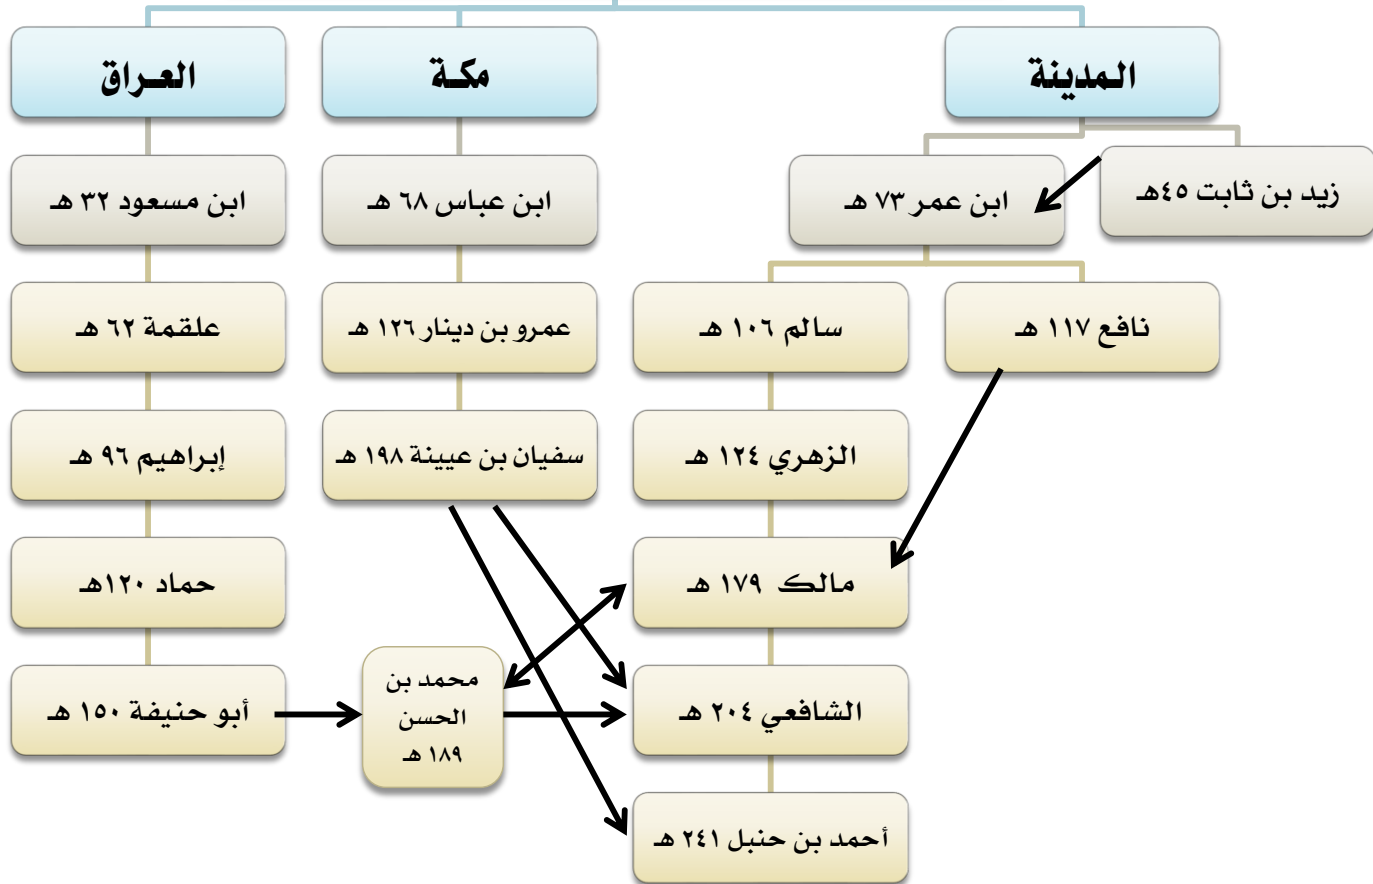 المدينة
مكة
العراق
زيد بن ثابت ٤٥هـ
ابن عمر ٧٣ هـ
ابن عباس ٦٨ هـ
ابن مسعود ٣٢ هـ
نافع ١١٧ هـ
سالم ١٠٦ هـ
عمرو بن دينار ١٢٦ هـ
علقمة ٦٢ هـ
الزهري ١٢٤ هـ
سفيان بن عيينة ١٩٨ هـ
إبراهيم ٩٦ هـ
مالك ١٧٩ هـ
حماد ١٢٠هـ
الشافعي ٢٠٤ هـ
محمد بن
الحسن
١٨٩ هـ
أبو حنيفة ١٥٠ هـ
أحمد بن حنبل ٢٤١ هـ